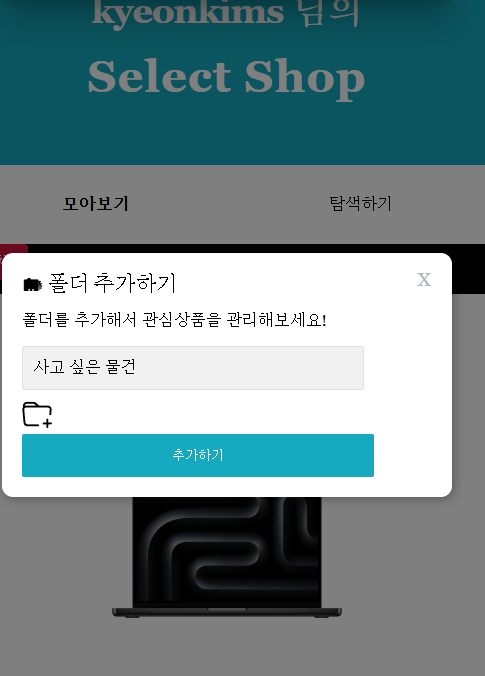 kyeonkims 님의
Select Shop
모아보기
탐색하기
폴더 추가하기
X
폴더를 추가해서 관심상품을 관리해보세요!
사고 싶은 물건
추가하기